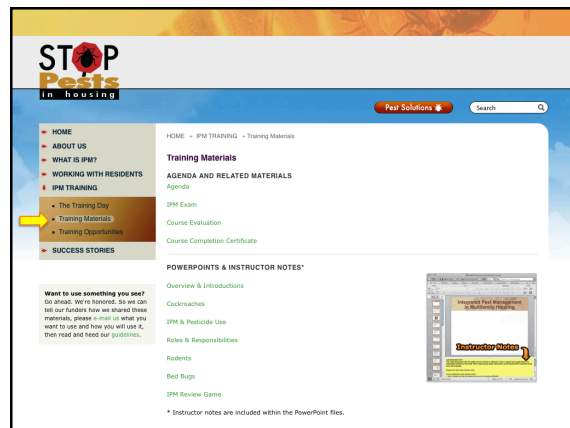 STOP
Pests
in housing
Pest Solutions
Search
HOME
ABOUT US
WHAT IS IPM?
WORKING WITH RESIDENTS
IPM TRAINING
The Training Day
Training Materials
Training Opportunities
SUCCESS STORIES
Want to use something you see?
Go ahead. We're honored. So we can
tell our funders how we shared these
materials, please e-mail us what you
want to use and how you will use it,
then read and heed our guidelines.
HOME » IPM TRAINING » Training Materials
Training Materials
AGENDA AND RELATED MATERIALS
Agenda
IPM Exam
Course Evaluation
Course Completion Certificate
POWERPOINTS & INSTRUCTOR NOTES*
Overview & Introductions
Cockroaches
IPM & Pesticide Use
Roles & Responsibilities
Rodents
Bed Bugs
IPM Review Game
* Instructor notes are included within the PowerPoint files.
Integrated Pest Management
in Multifamily Housing
Instructor Notes